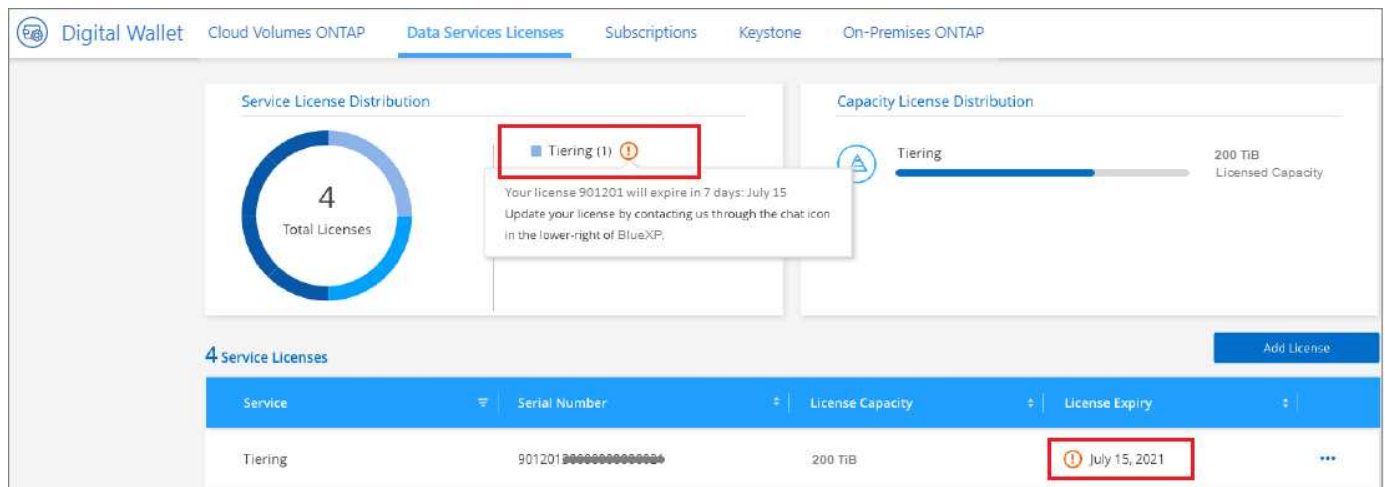 Digital Wallet
Cloud Volumes ONTAP
Data Services Licenses
Subscriptions
Keystone
On-Premises ONTAP
Service License Distribution
4
Total Licenses
Tiering (1)
Your license 901201 will expire in 7 days: July 15
Update your license by contacting us through the chat icon
in the lower-right of BlueXP.
Capacity License Distribution
Tiering
200 TiB
Licensed Capacity
4 Service Licenses
Add License
Service
Serial Number
License Capacity
License Expiry
Tiering
901201
200 TiB
July 15, 2021